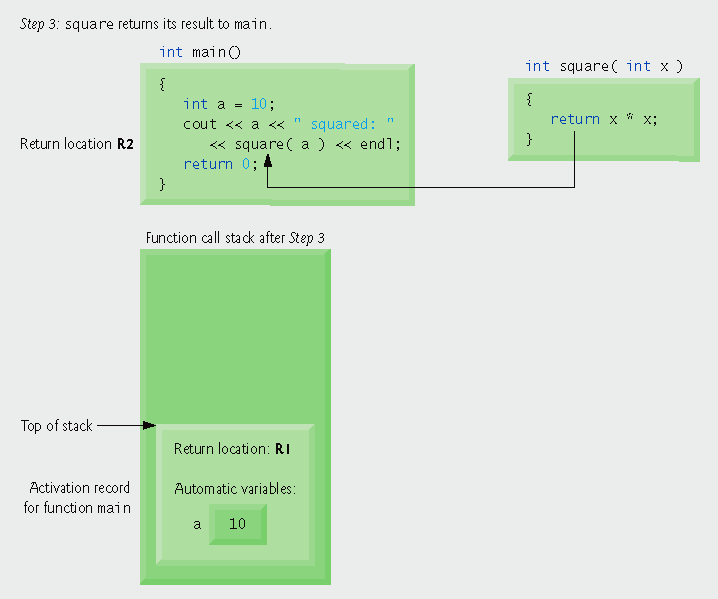 Step 3: square returns its result to main.
int main()
{
int a = 10;
cout << a << " squared: "
<< square( a ) << endl;
return 0;
}
Return location R2
int square( int x )
{
return x * x;
}
Function call stack after Step 3
Top of stack
Return location: R1
Activation record
for function main
Automatic variables:
a 10